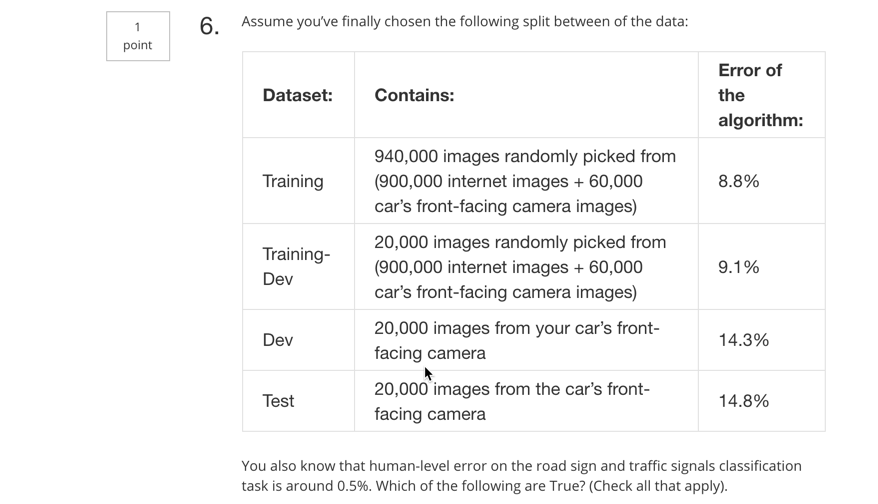 1
point
6.
Assume you've finally chosen the following split between of the data:
Dataset:
Contains:
Error of
the
algorithm:
Training
940,000 images randomly picked from
(900,000 internet images + 60,000
car's front-facing camera images)
8.8%
Training-
Dev
20,000 images randomly picked from
(900,000 internet images + 60,000
car's front-facing camera images)
9.1%
Dev
20,000 images from your car's front-
facing camera
14.3%
Test
20,000 images from the car's front-
facing camera
14.8%
You also know that human-level error on the road sign and traffic signals classification
task is around 0.5%. Which of the following are True? (Check all that apply).